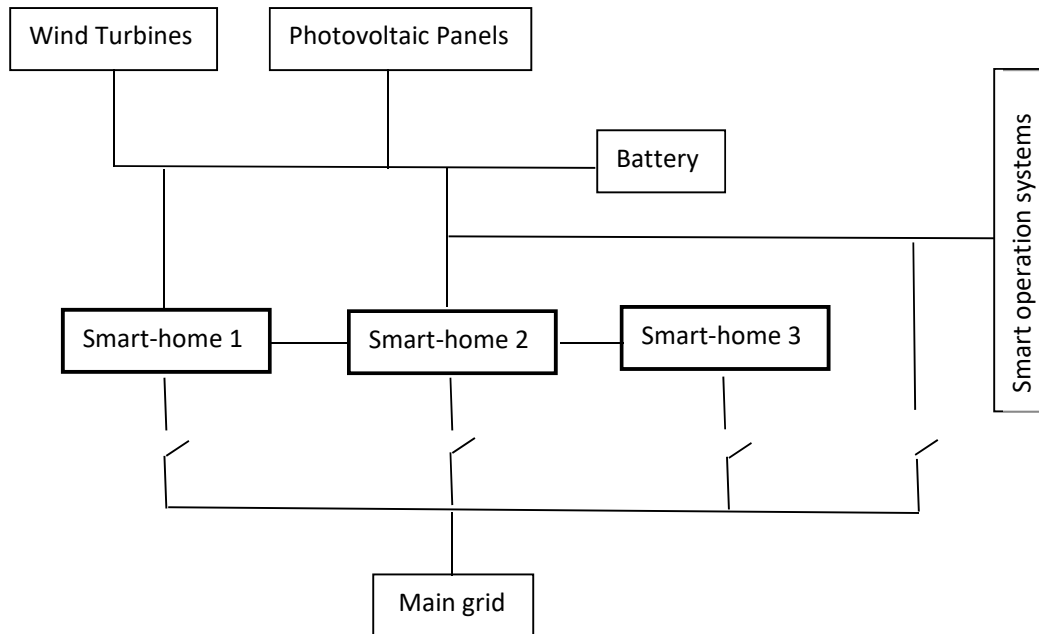 Wind Turbines
Photovoltaic Panels
Battery
Smart operation systems
Smart-home 1
Smart-home 2
Smart-home 3
Main grid